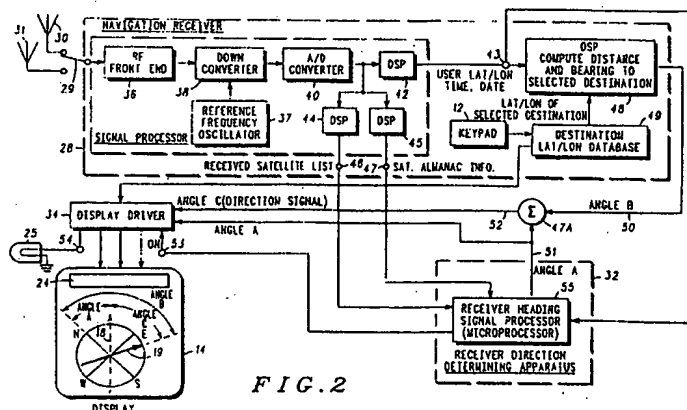 NAVIGATION RECEIVER
31
30
29
RF
FRONT END
36
DOWN
CONVERTER
38
A/D
CONVERTER
40
DSP
42
43
USER LAT/LON
TIME, DATE
DSP
COMPUTE DISTANCE
AND BEARING TO
SELECTED DESTINATION
48
LAT/LON
OF SELECTED DESTINATION
REFERENCE
FREQUENCY
OSCILLATOR
37
SIGNAL PROCESSOR
44
DSP
DSP
45
12
KEYPAD
DESTINATION
LAT/LON DATABASE
49
28
RECEIVED SATELLITE LIST
46
47
SAT. ALMANAC INFO.
34
DISPLAY DRIVER
ANGLE C(DIRECTION SIGNAL)
52
Σ
47A
ANGLE B
50
ANGLE A
25
54
ON
53
51
ANGLE A
32
55
24
RECEIVER HEADING
SIGNAL PROCESSOR
(MICROPROCESSOR)
RECEIVER DIRECTION
DETERMINING APPARATUS
ANGLE
A
ANGLE
B
ANGLE
C
N
18
E
19
W
S
14
DISPLAY
FIG.2